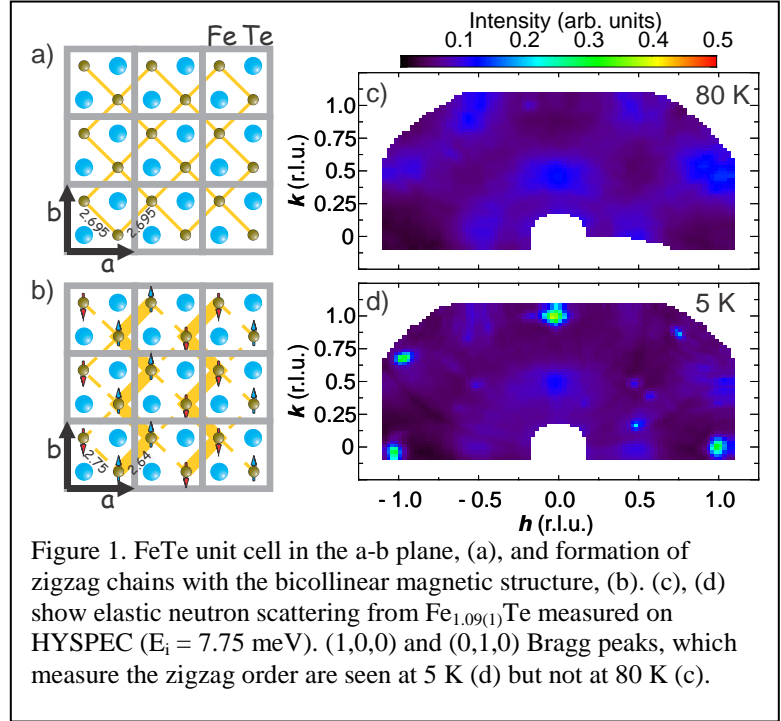 Fe Te
a)
b
2.695
2.695
a
b)
b
2.75
2.64
a
Intensity (arb. units)
0.1 0.2 0.3 0.4 0.5
c)
80 K
1.0
0.75
0.5
0.25
0
k (r.l.u.)
d)
5 K
1.0
0.75
0.5
0.25
0
k (r.l.u.)
- 1.0 - 0.5 0.0 0.5 1.0
h (r.l.u.)
Figure 1. FeTe unit cell in the a-b plane, (a), and formation of
zigzag chains with the bicollinear magnetic structure, (b). (c), (d)
show elastic neutron scattering from Fe1.09(1)Te measured on
HYSPEC (Ei = 7.75 meV). (1,0,0) and (0,1,0) Bragg peaks, which
measure the zigzag order are seen at 5 K (d) but not at 80 K (c).